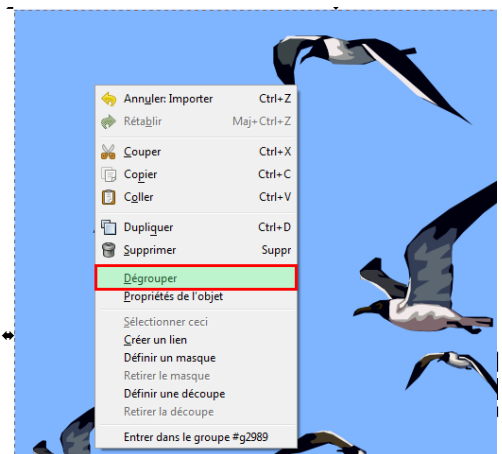 Annuler: Importer Ctrl+Z
Rétablir Maj+Ctrl+Z
Couper Ctrl+X
Copier Ctrl+C
Coller Ctrl+V
Dupliquer Ctrl+D
Supprimer Suppr
Dégrouper
Propriétés de l'objet
Sélectionner ceci
Créer un lien
Définir un masque
Retirer le masque
Définir une découpe
Retirer la découpe
Entrer dans le groupe #g2989